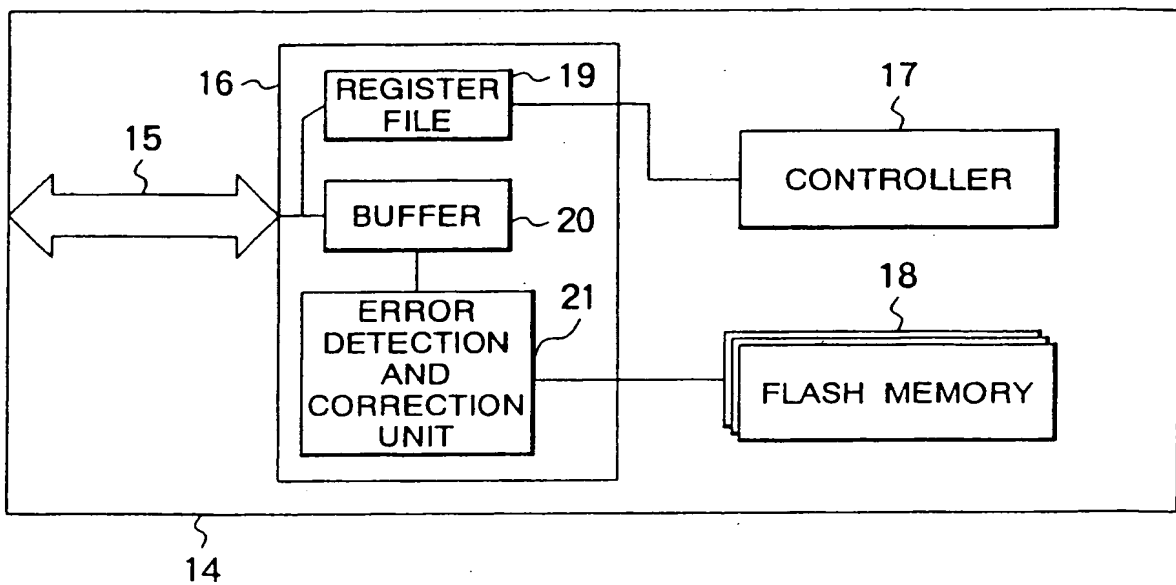 16
REGISTER
FILE
19
17
CONTROLLER
15
BUFFER
20
18
FLASH MEMORY
ERROR
DETECTION
AND
CORRECTION
UNIT
21
14